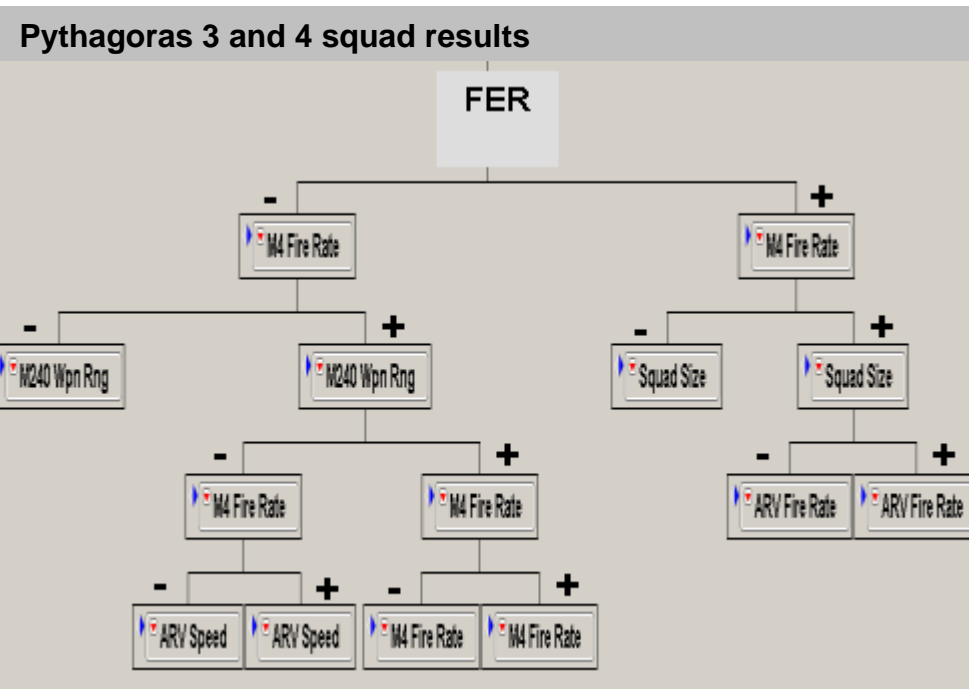 Pythagoras 3 and 4 squad results
FER
- +
M4 Fire Rate M4 Fire Rate
- + - +
M240 Wpn Rng M240 Wpn Rng Squad Size Squad Size
- + - +
M4 Fire Rate M4 Fire Rate ARV Fire Rate ARV Fire Rate
- + - +
ARV Speed ARV Speed M4 Fire Rate M4 Fire Rate